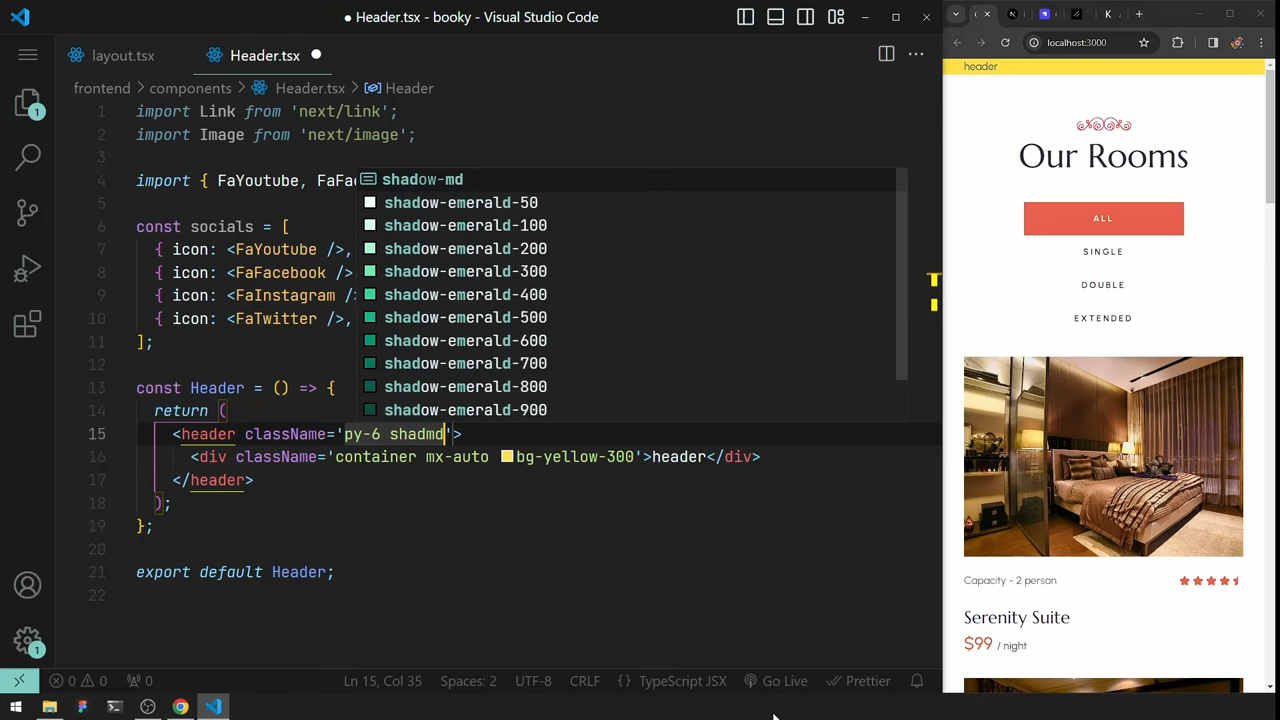 Header.tsx - booky - Visual Studio Code
layout.tsx
Header.tsx
frontend
components
Header.tsx
Header
1 import Link from 'next/link';
2 import Image from 'next/image';
3
4 import { FaYoutube, FaFac
5
6 const socials = [
7 { icon: <FaYoutube />,
8 { icon: <FaFacebook />
9 { icon: <FaInstagram />
10 { icon: <FaTwitter />,
11 ];
12
13 const Header = () => {
14 return (
15 <header className='py-6 shadmd'>
16 <div className='container mx-auto bg-yellow-300'>header</div>
17 </header>
18 );
19 };
20
21 export default Header;
22
shadow-md
shadow-emerald-50
shadow-emerald-100
shadow-emerald-200
shadow-emerald-300
shadow-emerald-400
shadow-emerald-500
shadow-emerald-600
shadow-emerald-700
shadow-emerald-800
shadow-emerald-900
1
1
0 0 0 Ln 15, Col 35 Spaces: 2 UTF-8 CRLF {} TypeScript JSX Go Live Prettier
localhost:3000
header
Our Rooms
ALL
SINGLE
DOUBLE
EXTENDED
Capacity - 2 person
Serenity Suite
$99 / night